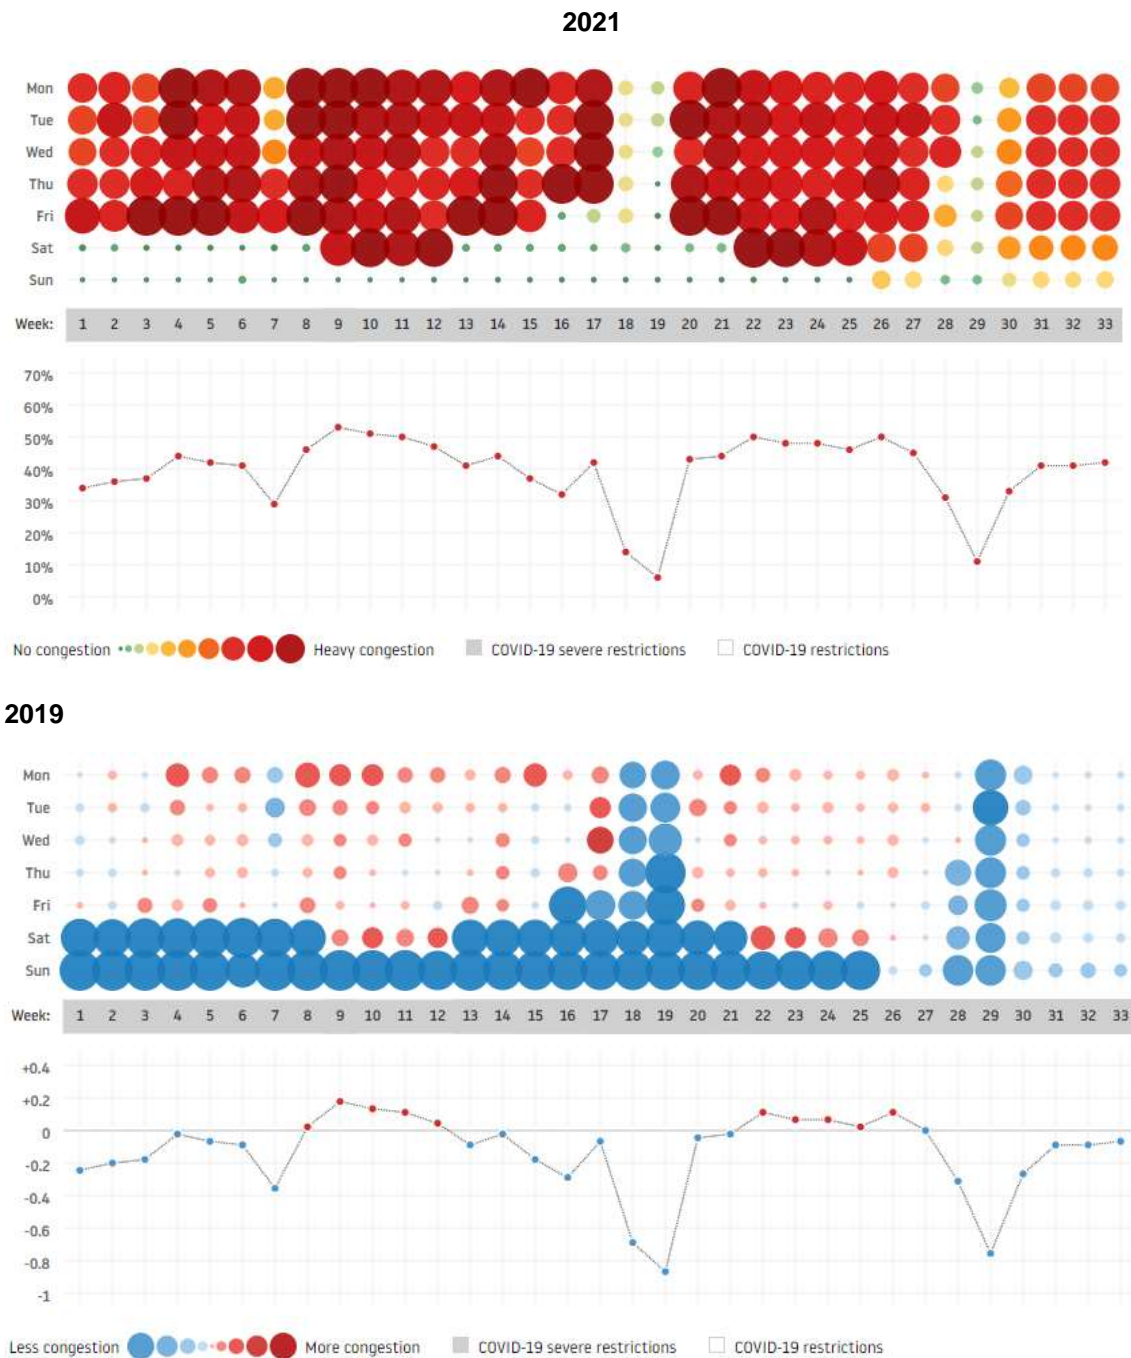 2021
Mon
Tue
Wed
Thu
Fri
Sat
Sun
Week: 1 2 3 4 5 6 7 8 9 10 11 12 13 14 15 16 17 18 19 20 21 22 23 24 25 26 27 28 29 30 31 32 33
70%
60%
50%
40%
30%
20%
10%
0%
No congestion Heavy congestion COVID-19 severe restrictions COVID-19 restrictions
2019
Mon
Tue
Wed
Thu
Fri
Sat
Sun
Week: 1 2 3 4 5 6 7 8 9 10 11 12 13 14 15 16 17 18 19 20 21 22 23 24 25 26 27 28 29 30 31 32 33
+0.4
+0.2
0
-0.2
-0.4
-0.6
-0.8
-1
Less congestion More congestion COVID-19 severe restrictions COVID-19 restrictions